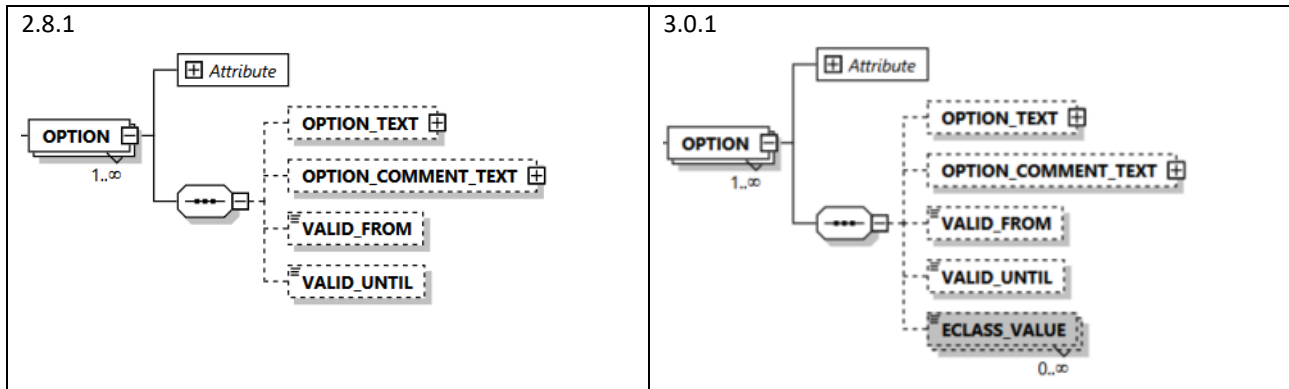 2.8.1
Attribute
OPTION
1..∞
OPTION_TEXT
OPTION_COMMENT_TEXT
VALID_FROM
VALID_UNTIL
3.0.1
Attribute
OPTION
1..∞
OPTION_TEXT
OPTION_COMMENT_TEXT
VALID_FROM
VALID_UNTIL
ECLASS_VALUE
0..∞